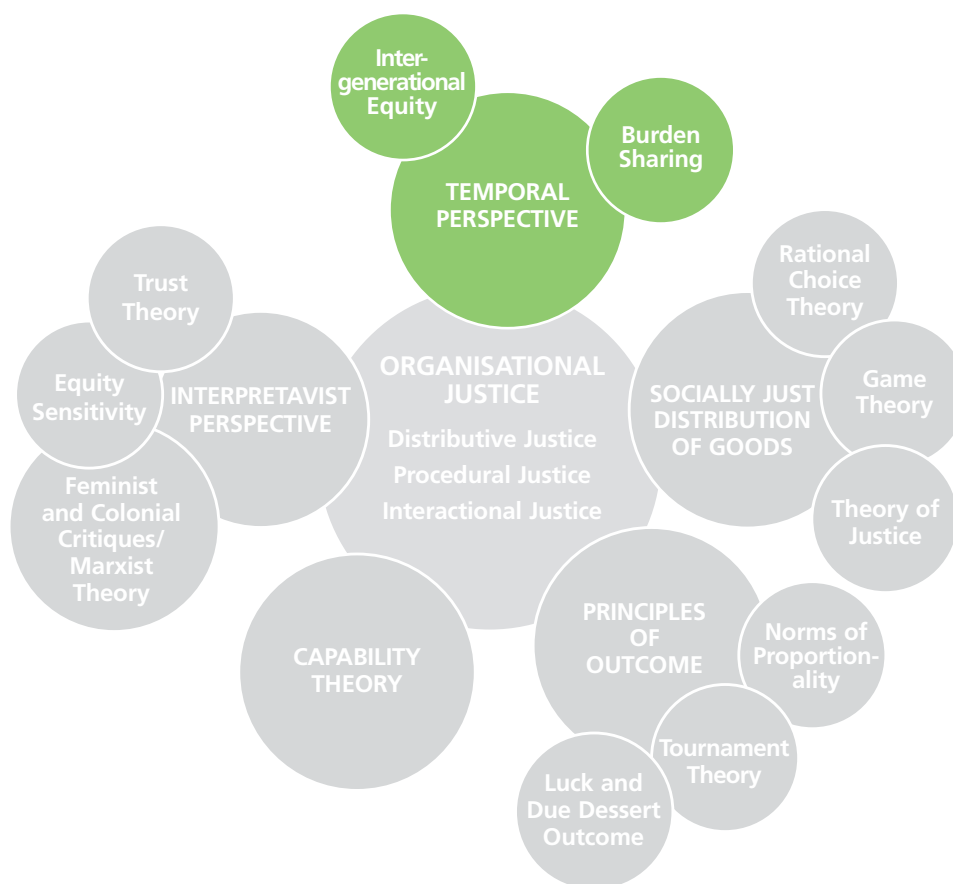 Inter-
generational
Equity
Burden
Sharing
TEMPORAL
PERSPECTIVE
Trust
Theory
Equity
Sensitivity
INTERPRETAVIST
PERSPECTIVE
Feminist
and Colonial
Critiques/
Marxist
Theory
ORGANISATIONAL
JUSTICE
Distributive Justice
Procedural Justice
Interactional Justice
Rational
Choice
Theory
Game
Theory
SOCIALLY JUST
DISTRIBUTION
OF GOODS
Theory of
Justice
CAPABILITY
THEORY
PRINCIPLES
OF
OUTCOME
Norms of
Proportion-
ality
Tournament
Theory
Luck and
Due Dessert
Outcome